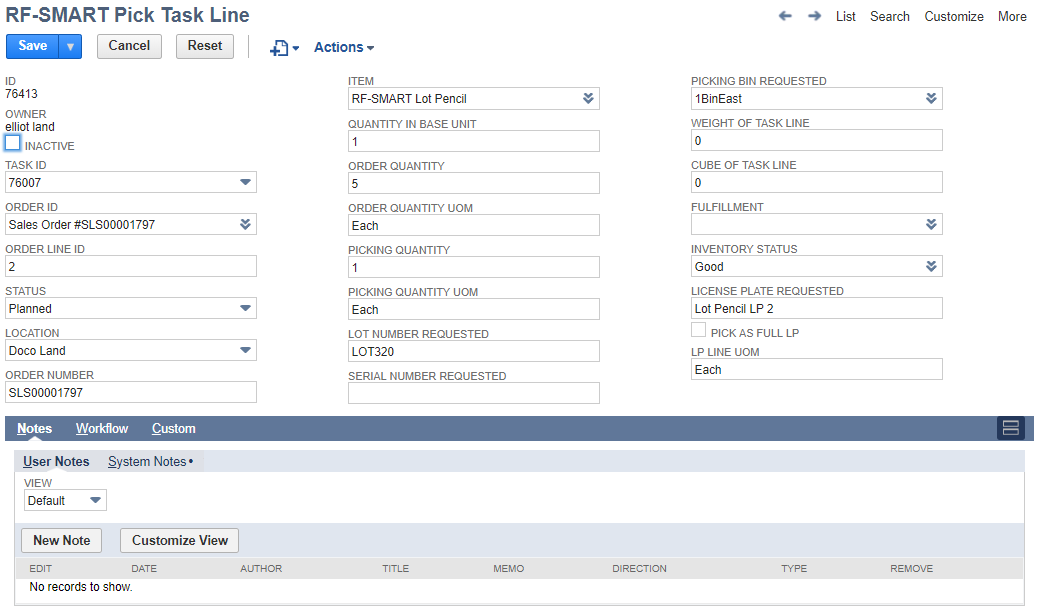 RF-SMART Pick Task Line
List Search Customize More
Save Cancel Reset Actions
ID
76413
OWNER
elliot land
INACTIVE
TASK ID
76007
ORDER ID
Sales Order #SLS00001797
ORDER LINE ID
2
STATUS
Planned
LOCATION
Doco Land
ORDER NUMBER
SLS00001797
ITEM
RF-SMART Lot Pencil
QUANTITY IN BASE UNIT
1
ORDER QUANTITY
5
ORDER QUANTITY UOM
Each
PICKING QUANTITY
1
PICKING QUANTITY UOM
Each
LOT NUMBER REQUESTED
LOT320
SERIAL NUMBER REQUESTED
PICKING BIN REQUESTED
1BinEast
WEIGHT OF TASK LINE
0
CUBE OF TASK LINE
0
FULFILLMENT
INVENTORY STATUS
Good
LICENSE PLATE REQUESTED
Lot Pencil LP 2
PICK AS FULL LP
LP LINE UOM
Each
Notes Workflow Custom
User Notes System Notes •
VIEW
Default
New Note Customize View
EDIT DATE AUTHOR TITLE MEMO DIRECTION TYPE REMOVE
No records to show.